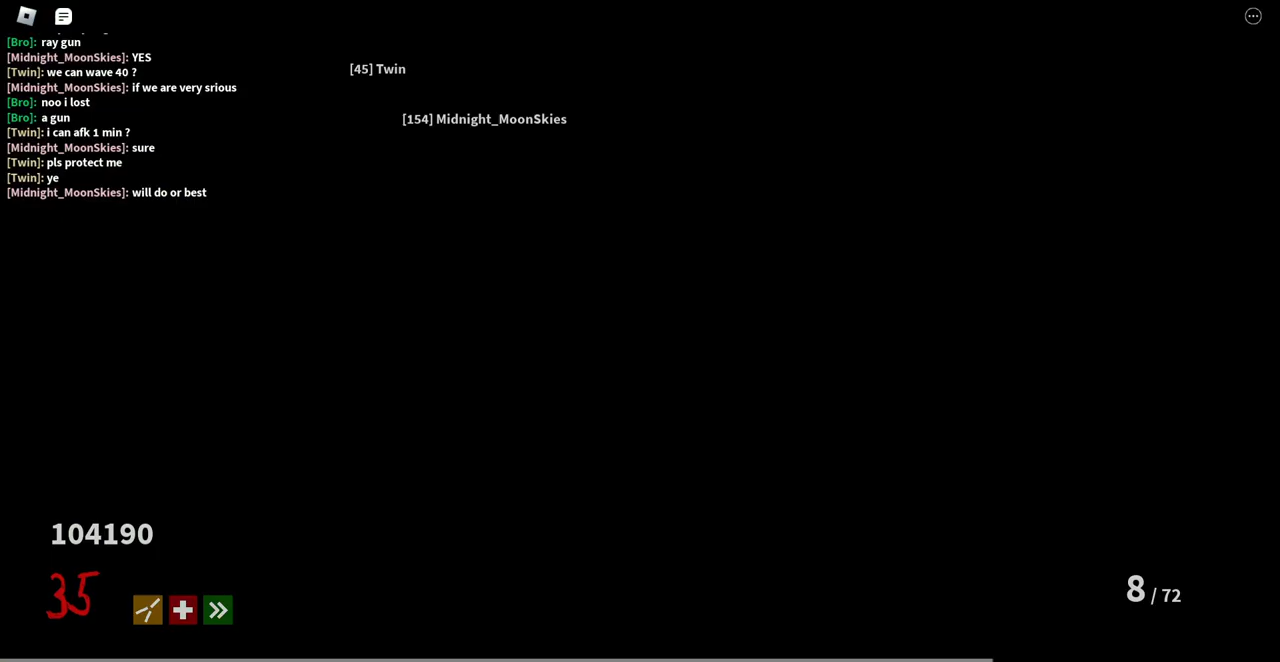 [Bro]: ray gun
[Midnight_MoonSkies]: YES
[Twin]: we can wave 40 ?
[Midnight_MoonSkies]: if we are very srious
[Bro]: noo i lost
[Bro]: a gun
[Twin]: i can afk 1 min ?
[Midnight_MoonSkies]: sure
[Twin]: pls protect me
[Twin]: ye
[Midnight_MoonSkies]: will do or best
[45] Twin
[154] Midnight_MoonSkies
104190
35
8 / 72